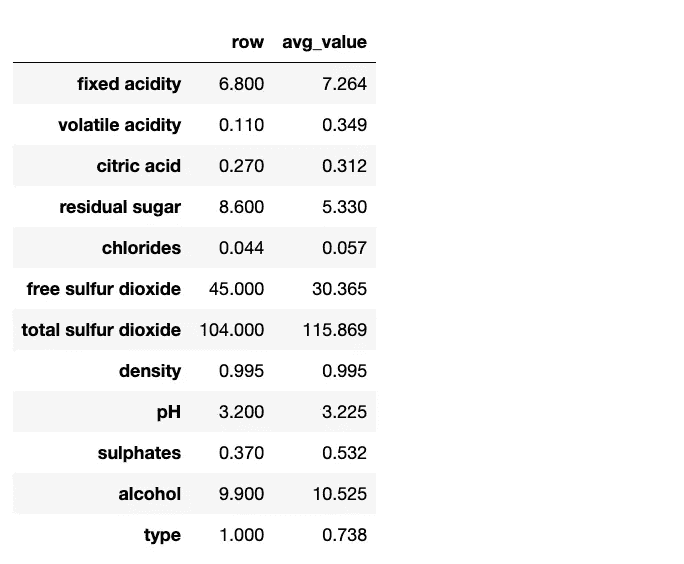 row avg_value
fixed acidity 6.800 7.264
volatile acidity 0.110 0.349
citric acid 0.270 0.312
residual sugar 8.600 5.330
chlorides 0.044 0.057
free sulfur dioxide 45.000 30.365
total sulfur dioxide 104.000 115.869
density 0.995 0.995
pH 3.200 3.225
sulphates 0.370 0.532
alcohol 9.900 10.525
type 1.000 0.738